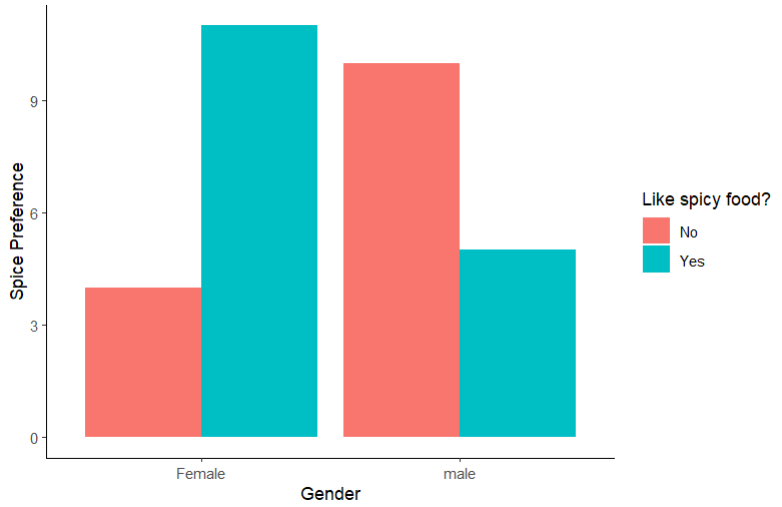 Spice Preference
9
6
3
0
Female
male
Gender
Like spicy food?
No
Yes